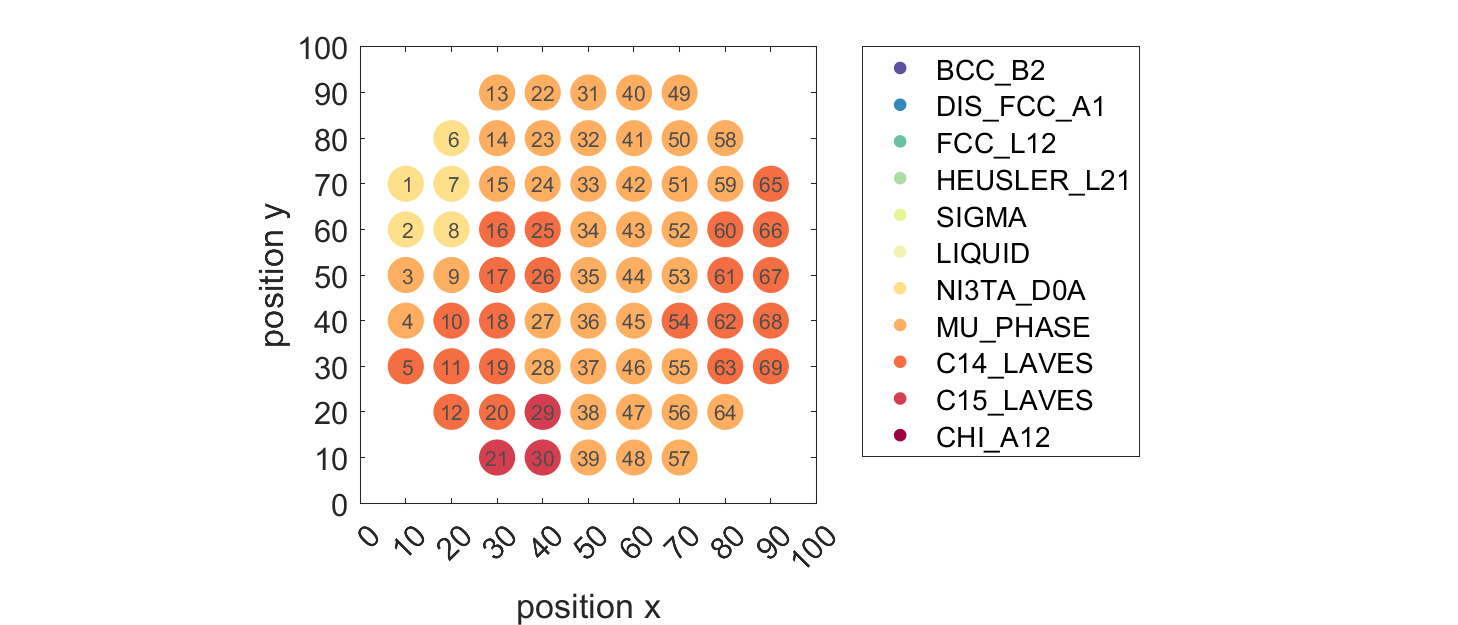 100
90
80
70
60
50
40
30
20
10
0
position y
13 22 31 40 49
6 14 23 32 41 50 58
1 7 15 24 33 42 51 59 65
2 8 16 25 34 43 52 60 66
3 9 17 26 35 44 53 61 67
4 10 18 27 36 45 54 62 68
5 11 19 28 37 46 55 63 69
12 20 29 38 47 56 64
21 30 39 48 57
0 10 20 30 40 50 60 70 80 90 100
position x
BCC_B2
DIS_FCC_A1
FCC_L12
HEUSLER_L21
SIGMA
LIQUID
NI3TA_D0A
MU_PHASE
C14_LAVES
C15_LAVES
CHI_A12